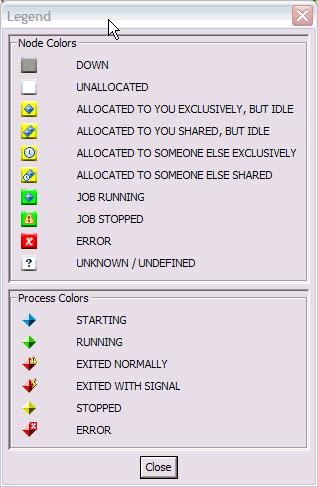 Legend
Node Colors
DOWN
UNALLOCATED
ALLOCATED TO YOU EXCLUSIVELY, BUT IDLE
ALLOCATED TO YOU SHARED, BUT IDLE
ALLOCATED TO SOMEONE ELSE EXCLUSIVELY
ALLOCATED TO SOMEONE ELSE SHARED
JOB RUNNING
JOB STOPPED
ERROR
? UNKNOWN / UNDEFINED
Process Colors
STARTING
RUNNING
EXITED NORMALLY
EXITED WITH SIGNAL
STOPPED
ERROR
Close